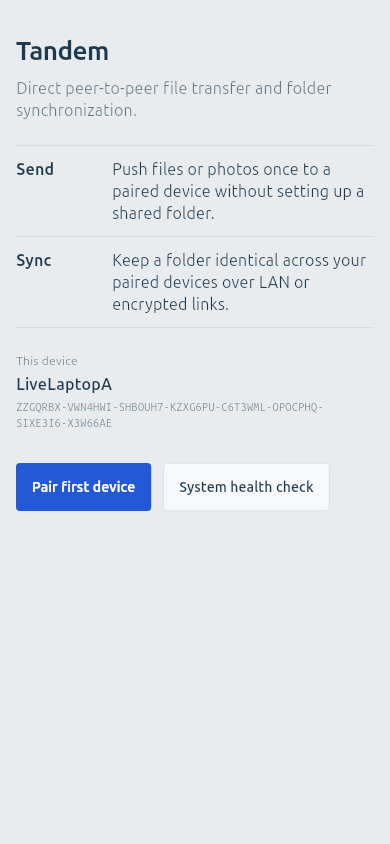 Tandem
Direct peer-to-peer file transfer and folder
synchronization.
Send
Push files or photos once to a
paired device without setting up a
shared folder.
Sync
Keep a folder identical across your
paired devices over LAN or
encrypted links.
This device
LiveLaptopA
ZZGQRBX-VWN4HWI-SHBOUH7-KZXG6PU-C6T3WML-OPOCPHQ-
SIXE3I6-X3W66AE
Pair first device
System health check